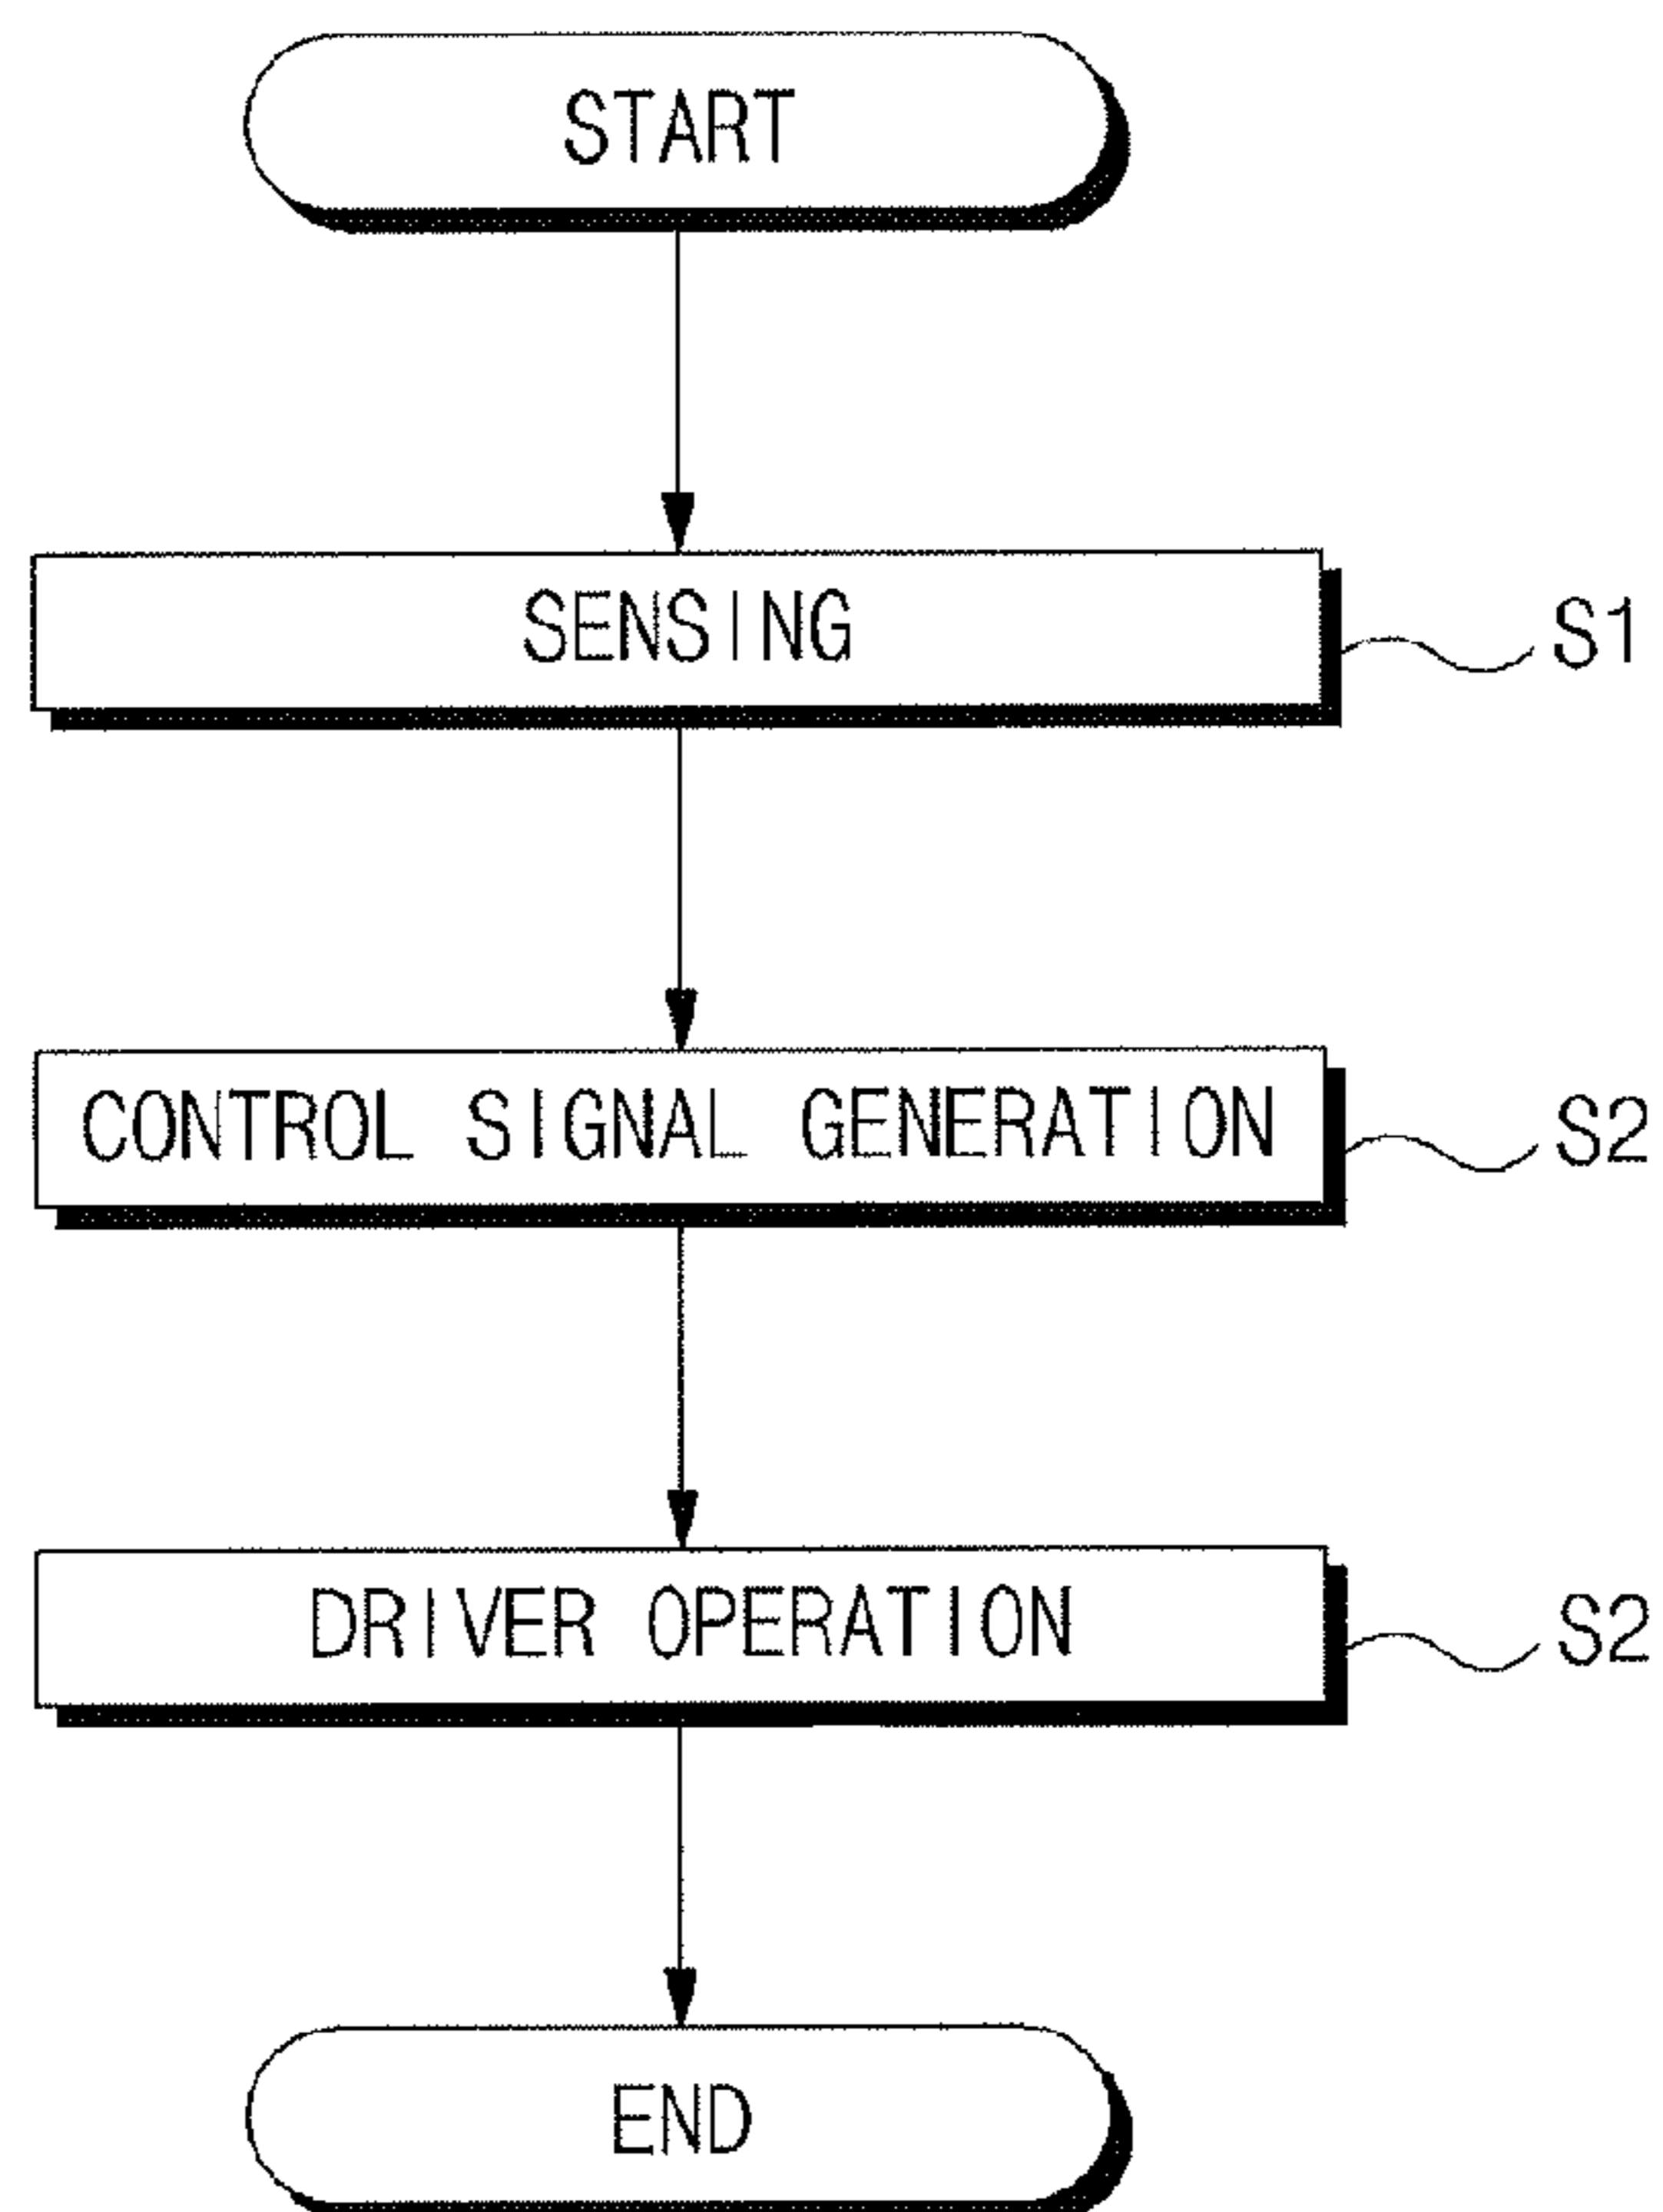 START
SENSING
S1
CONTROL SIGNAL GENERATION
S2
DRIVER OPERATION
S2
END